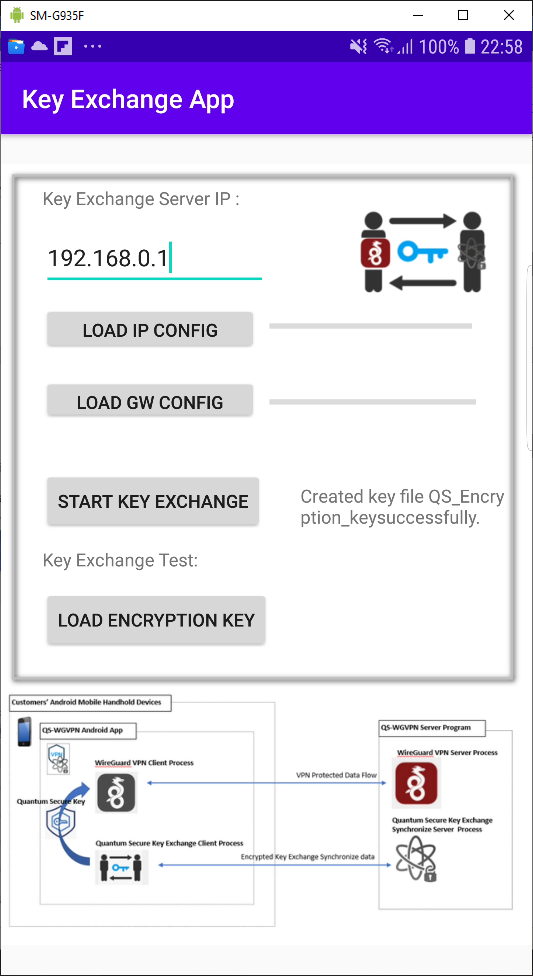 SM-G935F
100% 22:58
Key Exchange App
Key Exchange Server IP :
192.168.0.1
LOAD IP CONFIG
LOAD GW CONFIG
START KEY EXCHANGE
Created key file QS_Encry
ption_keysuccessfully.
Key Exchange Test:
LOAD ENCRYPTION KEY
Customers' Android Mobile Handhold Devices
QS-WGVPN Android App
QS-WGVPN Server Program
VPN
WireGuard VPN Client Process
WireGuard VPN Server Process
VPN Protected Data Flow
Quantum Secure Key
Quantum Secure Key Exchange
Synchronize Server Process
Quantum Secure Key Exchange Client Process
Encrypted Key Exchange Synchronize data